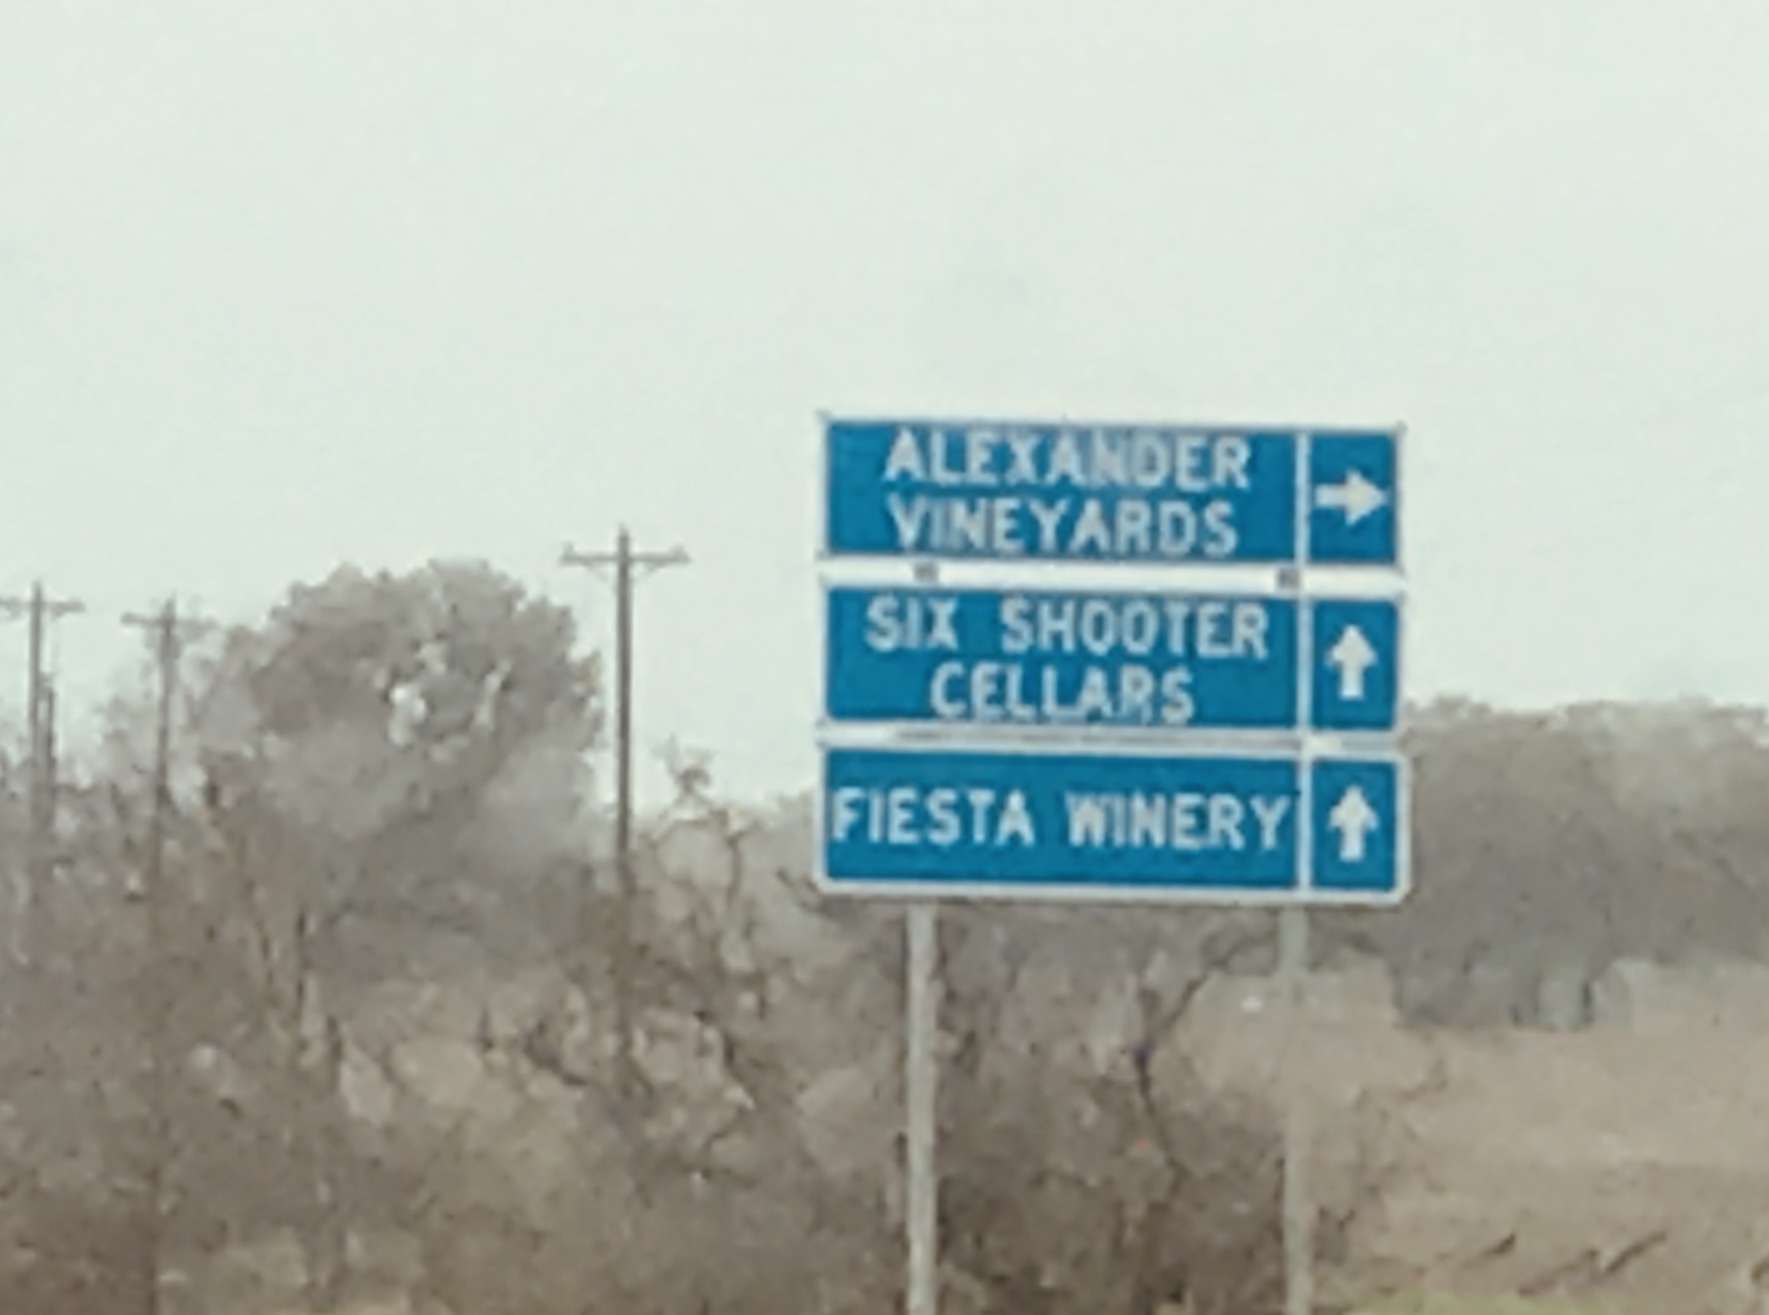 ALEXANDER
VINEYARDS
SIX SHOOTER
CELLARS
FIESTA WINERY